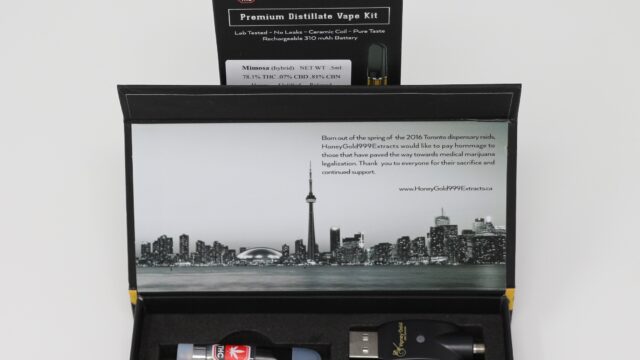 Premium Distillate Vape Kit
Lab Tested - No Leaks - Ceramic Coil - Pure Taste
Rechargeable 310 mAh Battery
Mimosa (hybrid) NET WT .5ml
78.1% THC .07% CBD .81% CBN
Born out of the spring of the 2016 Toronto dispensary raids,
HoneyGold999Extracts would like to pay hommage to
those that have paved the way towards medical marijuana
legalization. Thank you to everyone for their sacrifice and
continued support.
www.HoneyGold999Extracts.ca
THC
Honey Gold